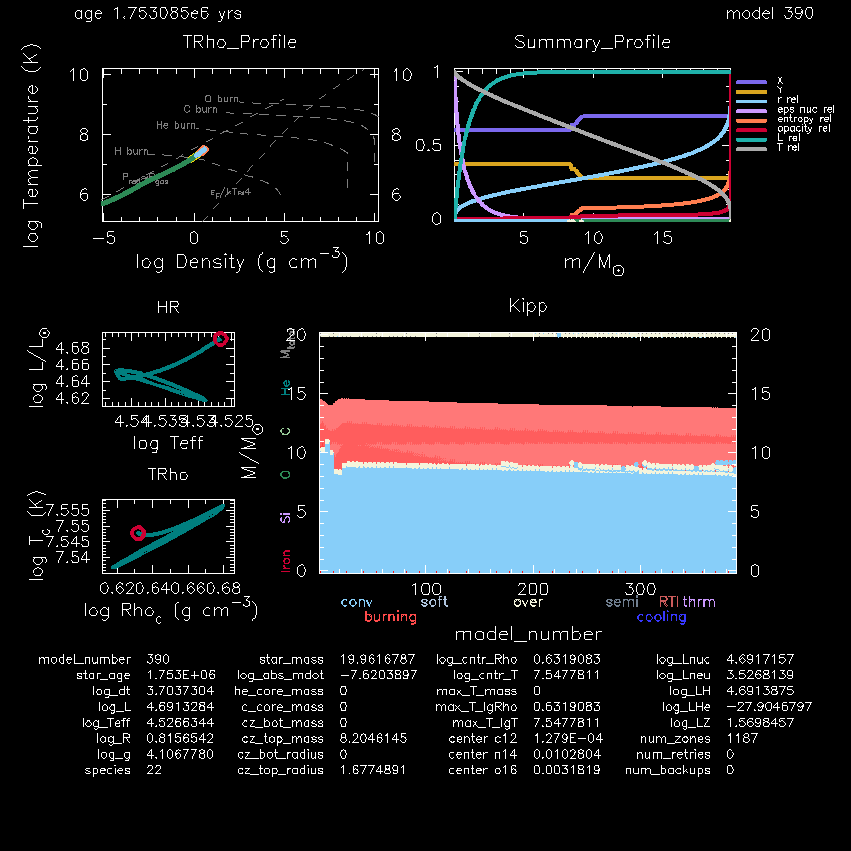 age 1.753085e6 yrs model 390
TRho_Profile
log Temperature (K)
10
8
6
−5 0 5 10
log Density (g cm−3)
10
8
6
O burn
C burn
He burn
H burn
εF/kT≈4
Summary_Profile
1
0.5
0
5 10 15
m/M⊙
X
Y
r rel
eps nuc rel
entropy rel
opacity rel
L rel
T rel
HR
log L/L⊙
4.68
4.66
4.64
4.62
4.54 4.535 4.53 4.525
log Teff
TRho
log Tc (K)
7.555
7.55
7.545
7.54
0.62 0.64 0.66 0.68
log Rhoc (g cm−3)
Kipp
M/M⊙
Iron Si O C He
20
15
10
5
0
20
15
10
5
0
100 200 300
conv soft over semi RTI thrm
burning cooling
model_number
model_number 390 star_mass 19.9616787 log_cntr_Rho 0.6319083 log_Lnuc 4.6917157
star_age 1.753E+06 log_abs_mdot −7.6203897 log_cntr_T 7.5477811 log_Lneu 3.5268139
log_dt 3.7037304 he_core_mass 0 max_T_mass 0 log_LH 4.6913875
log_L 4.6913284 c_core_mass 0 max_T_lgRho 0.6319083 log_LHe −27.9046797
log_Teff 4.5266344 cz_bot_mass 0 max_T_lgT 7.5477811 log_LZ 1.5698457
log_R 0.8156542 cz_top_mass 8.2046145 center c12 1.279E−04 num_zones 1187
log_g 4.1067780 cz_bot_radius 0 center n14 0.0102804 num_retries 0
species 22 cz_top_radius 1.6774891 center o16 0.0031819 num_backups 0